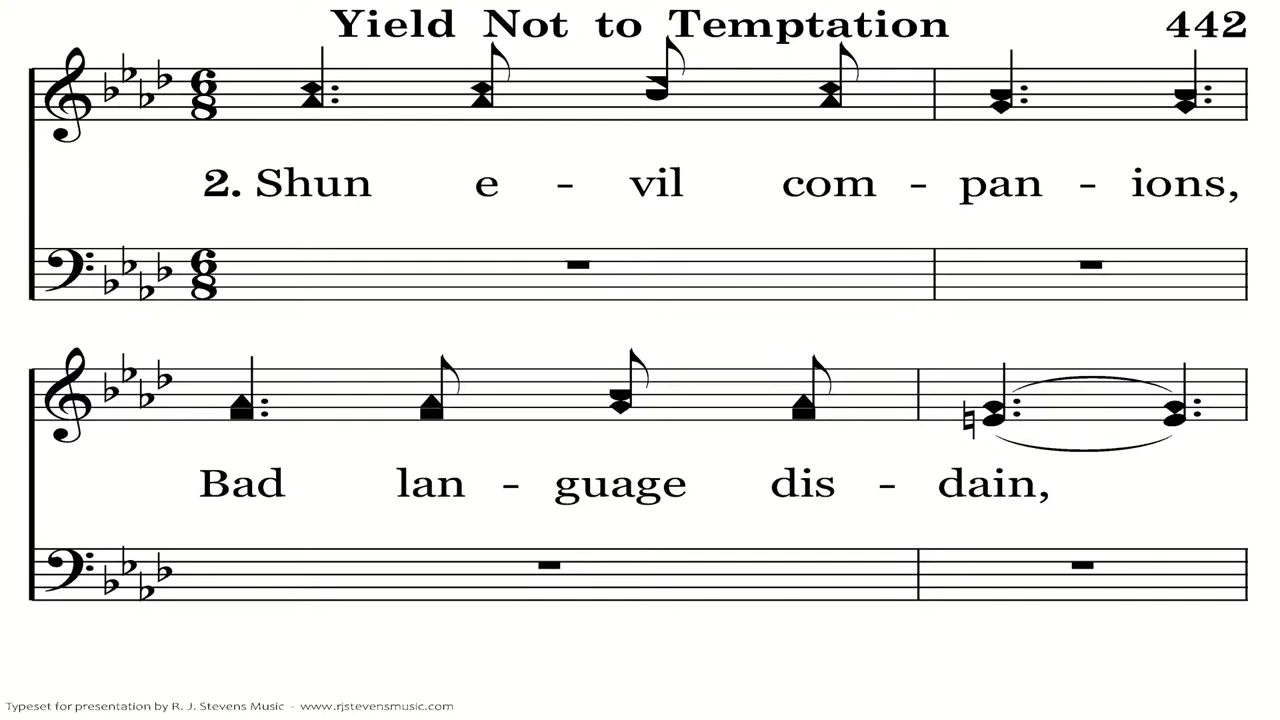 Yield Not to Temptation 442
2. Shun e - vil com - pan - ions,
Bad lan - guage dis - dain,
Typeset for presentation by R. J. Stevens Music - www.rjstevensmusic.com